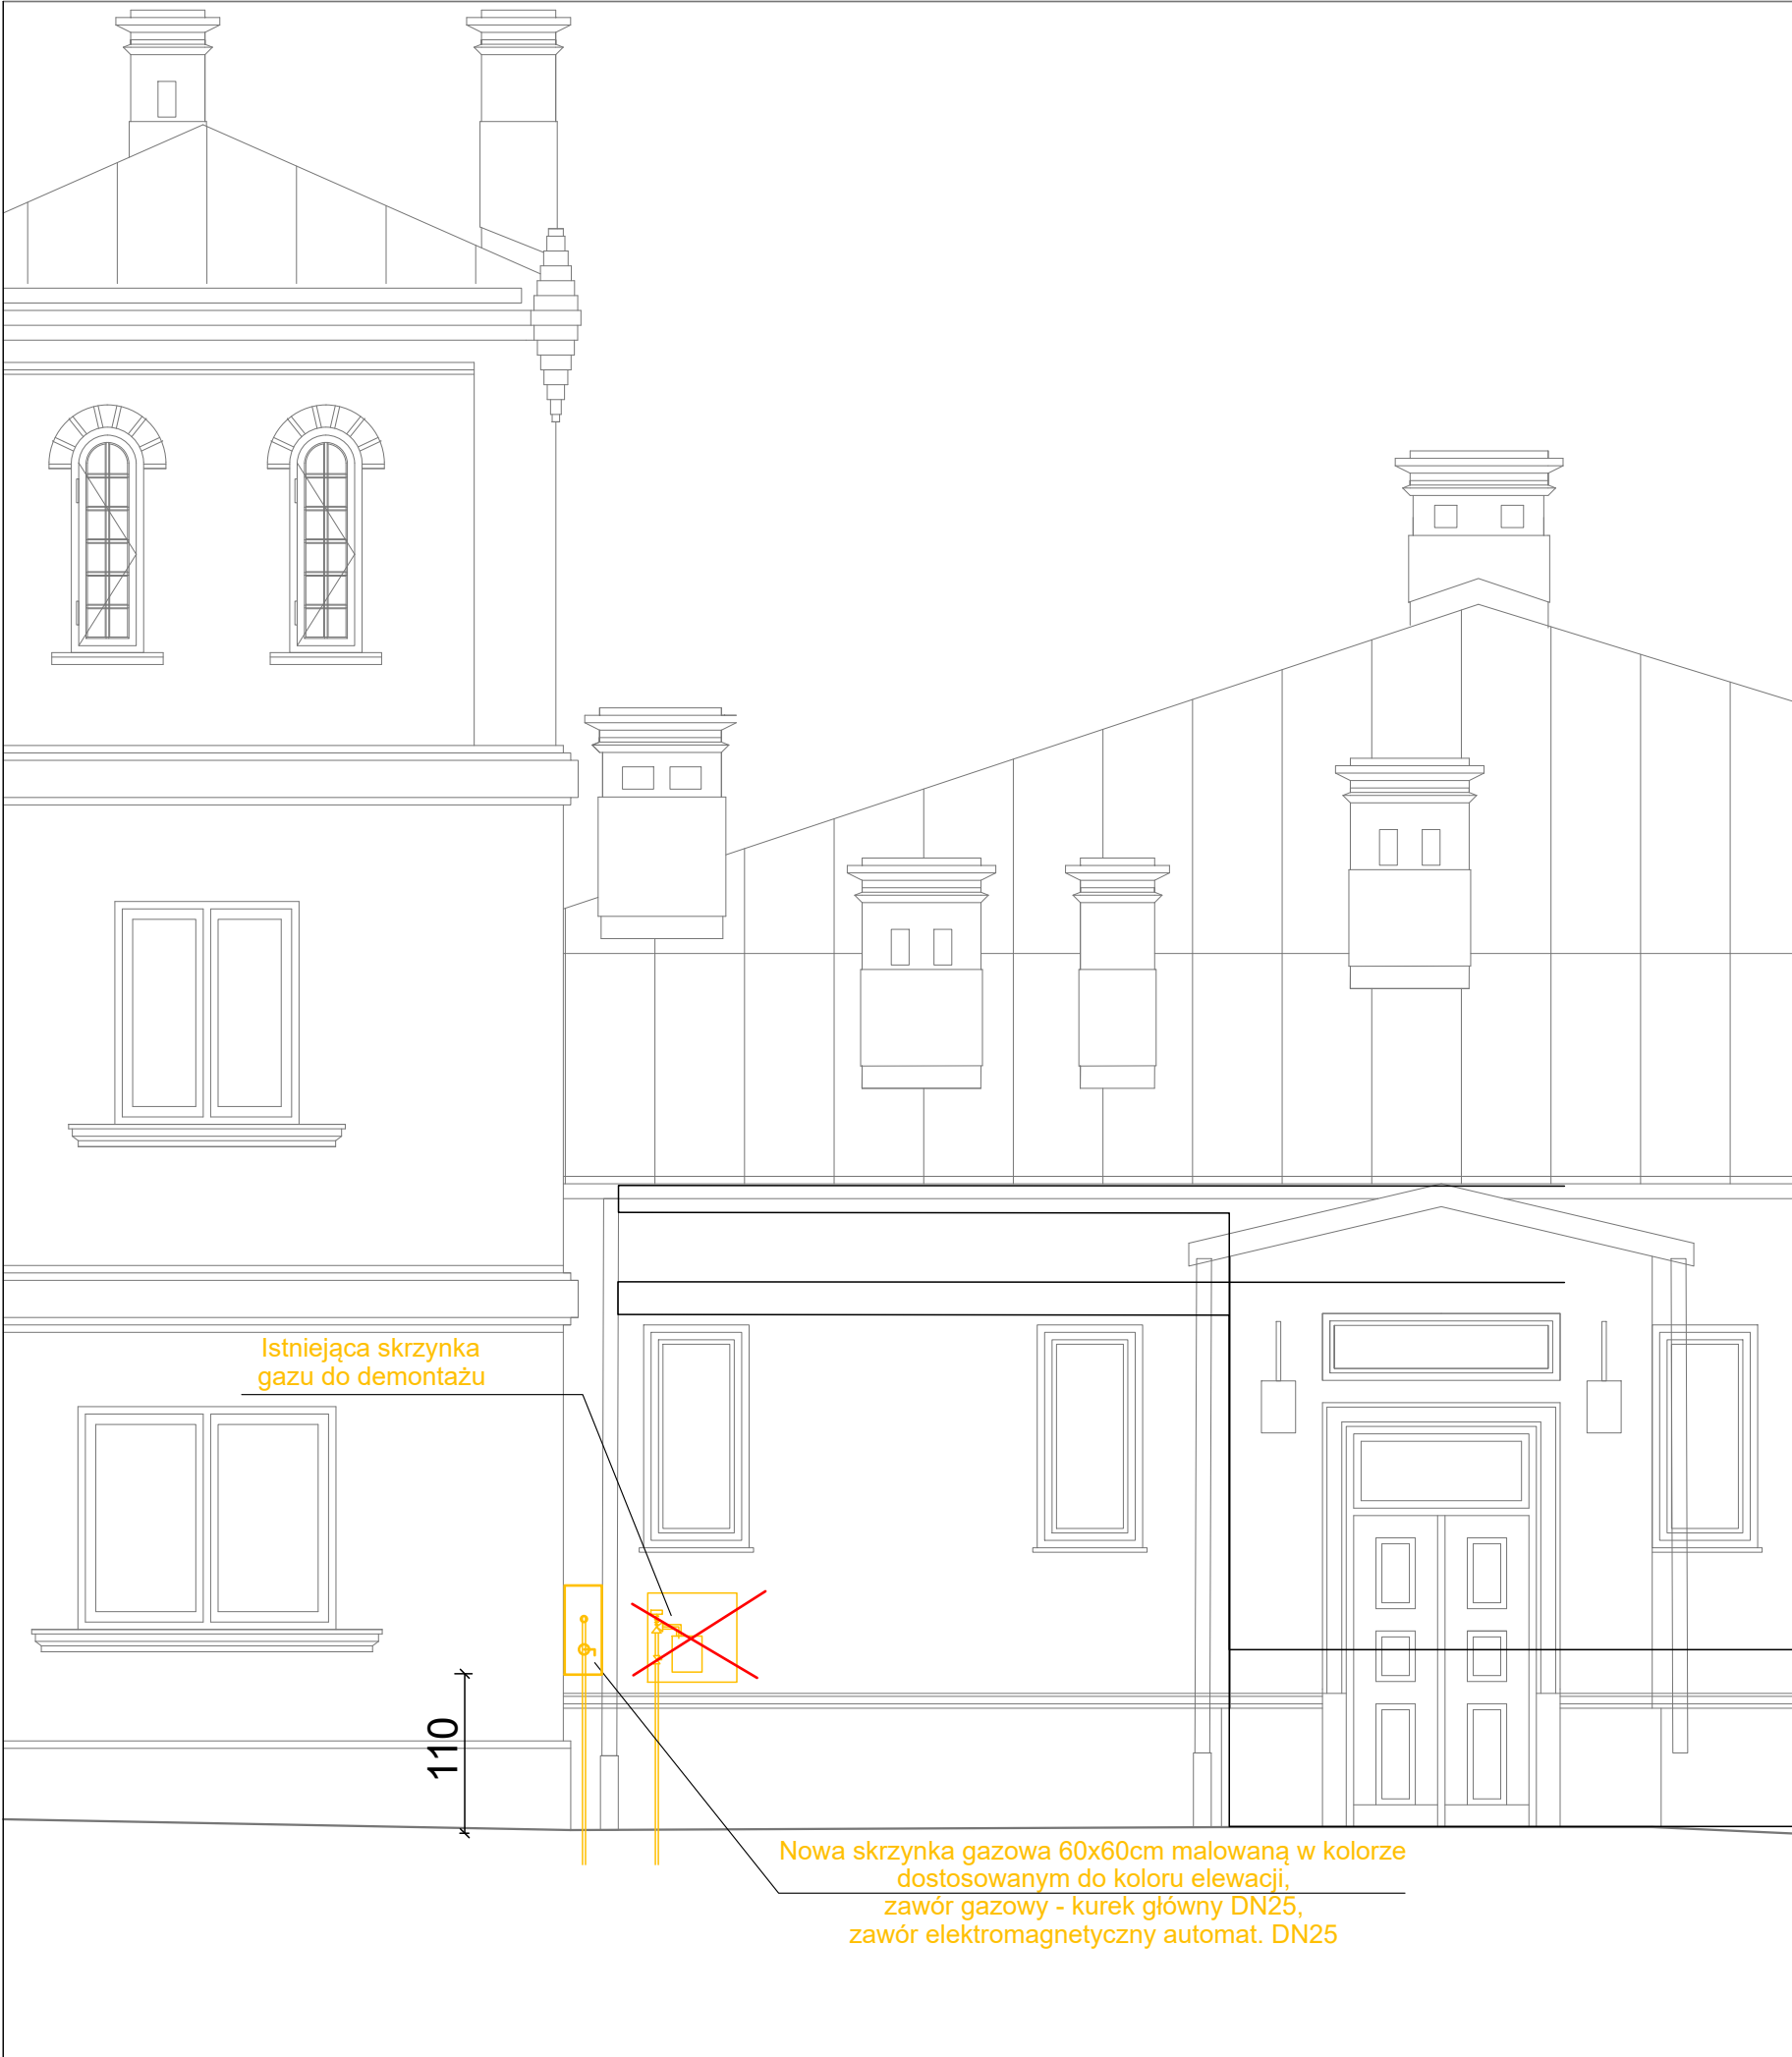 Istniejąca skrzynka
gazu do demontażu
110
Nowa skrzynka gazowa 60x60cm malowaną w kolorze
dostosowanym do koloru elewacji,
zawór gazowy - kurek główny DN25,
zawór elektromagnetyczny automat. DN25